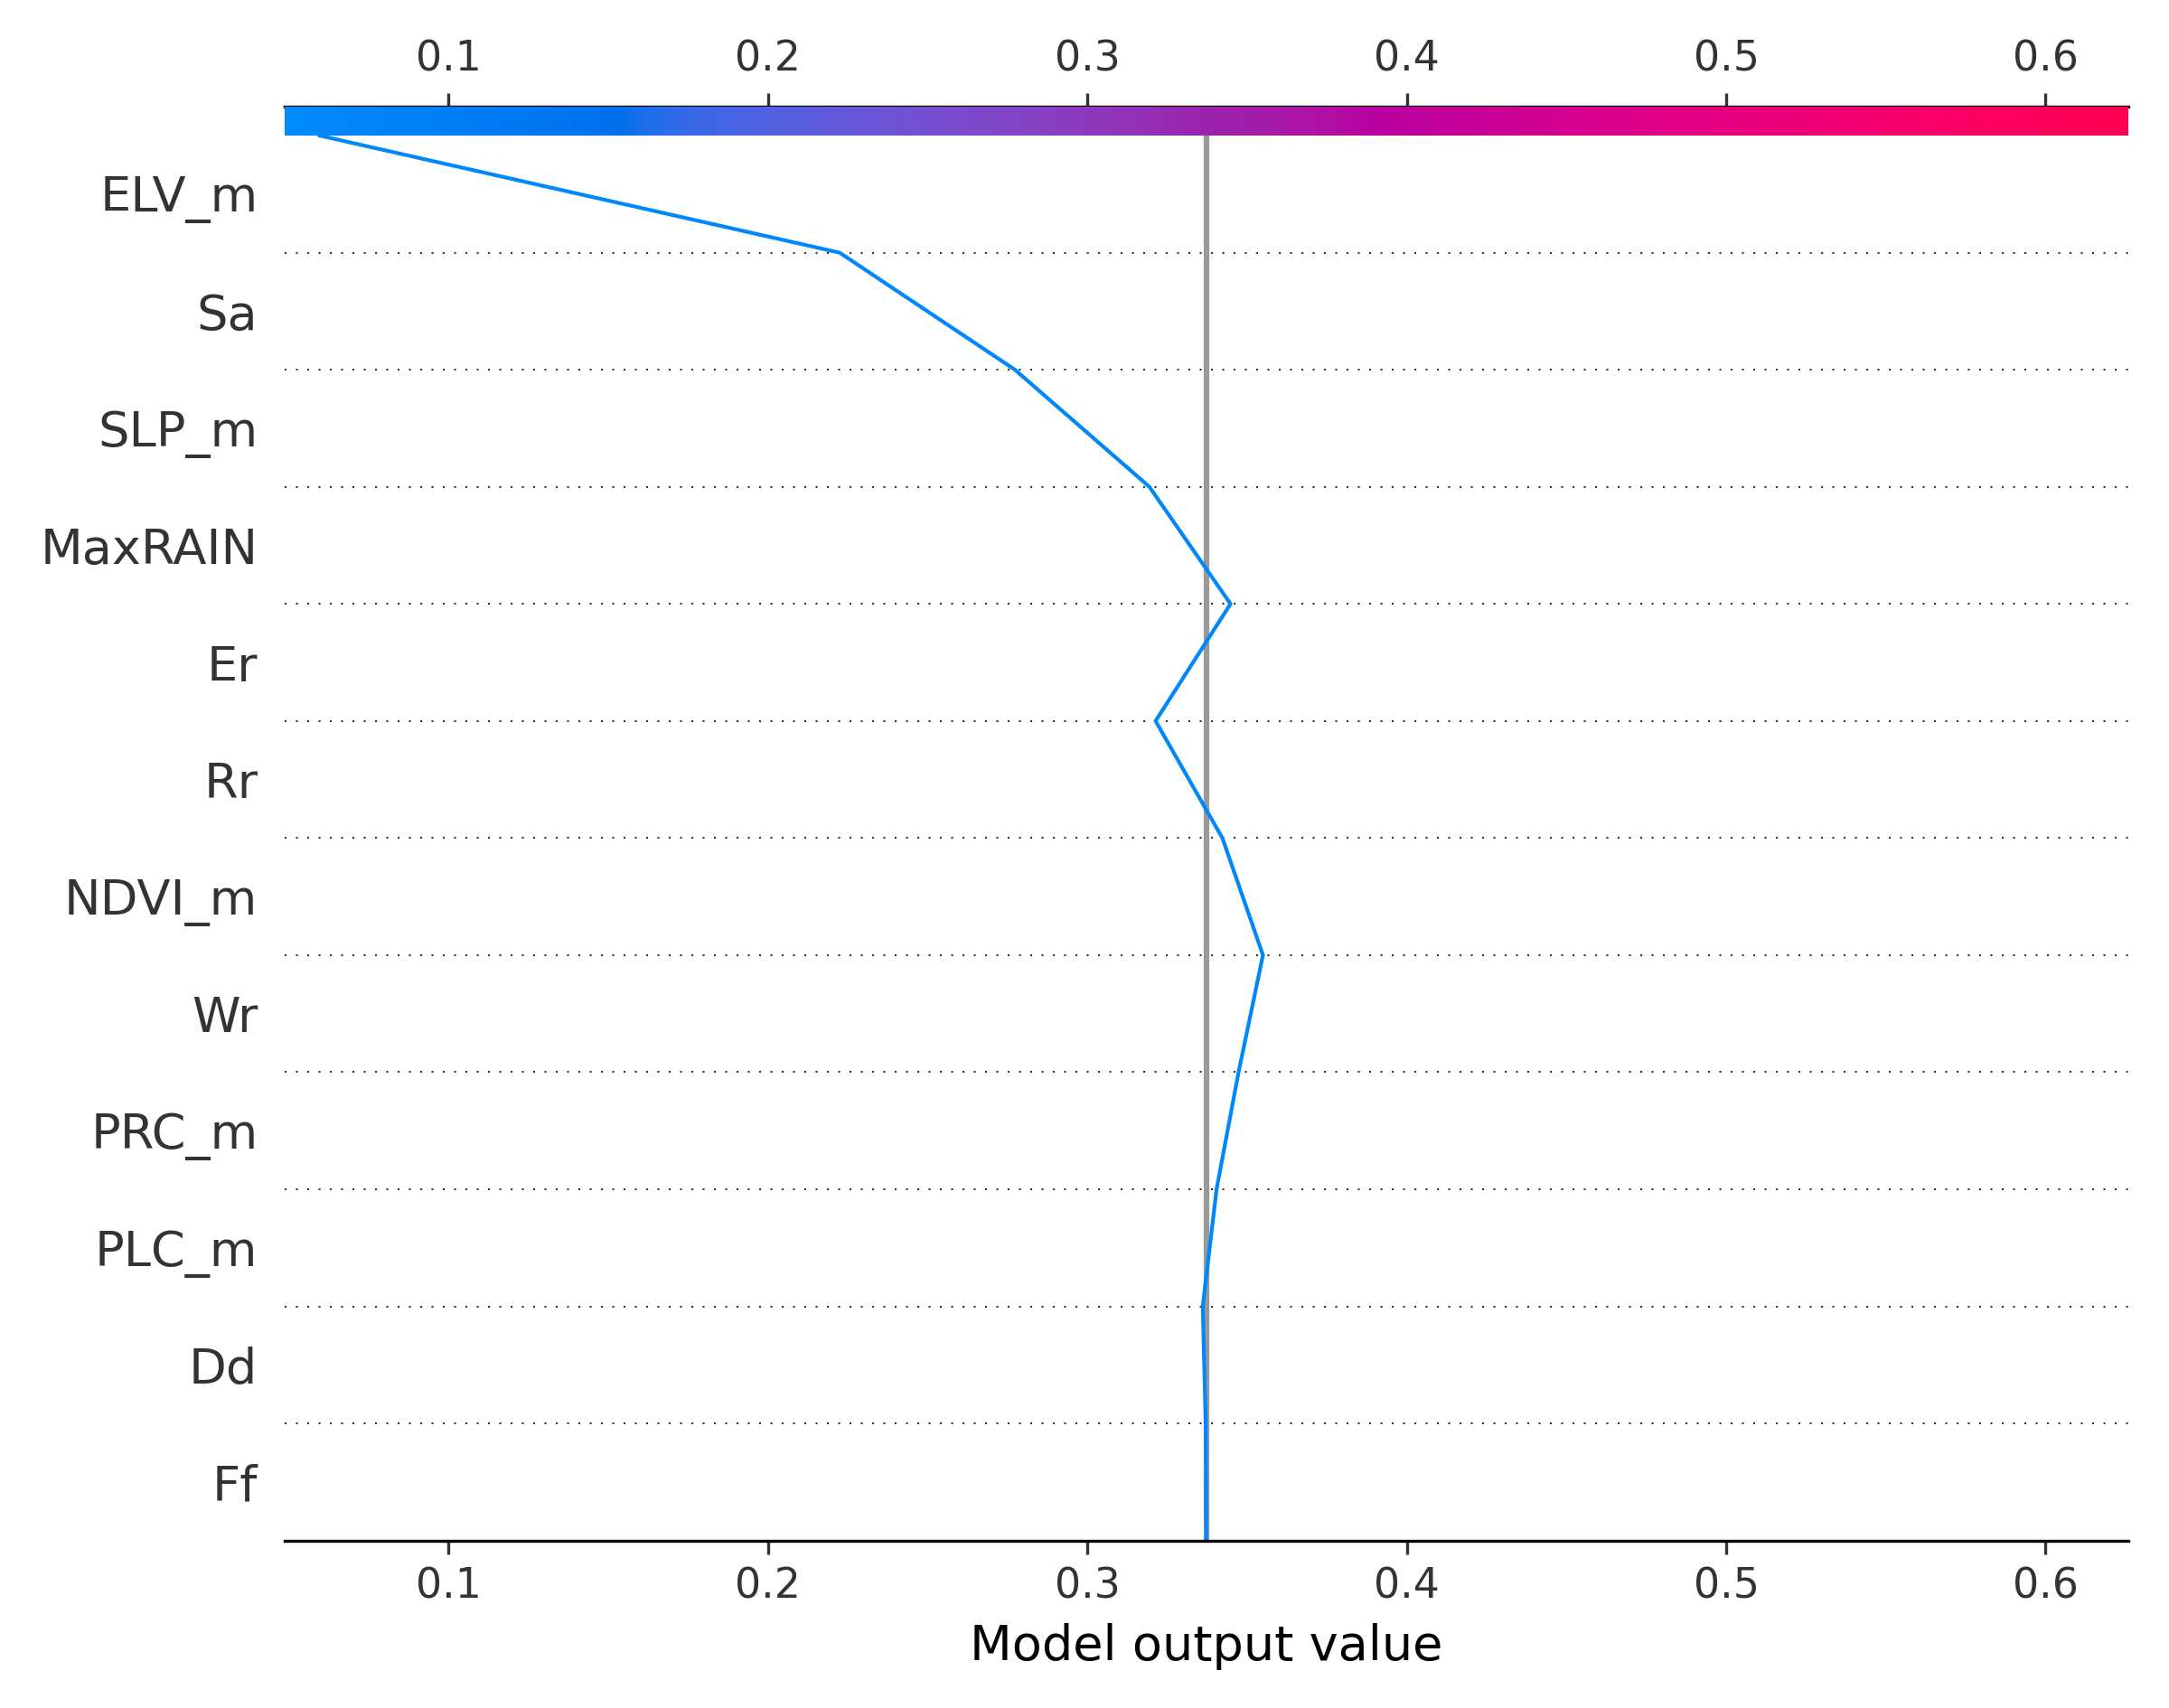 0.1 0.2 0.3 0.4 0.5 0.6
ELV_m
Sa
SLP_m
MaxRAIN
Er
Rr
NDVI_m
Wr
PRC_m
PLC_m
Dd
Ff
0.1 0.2 0.3 0.4 0.5 0.6
Model output value